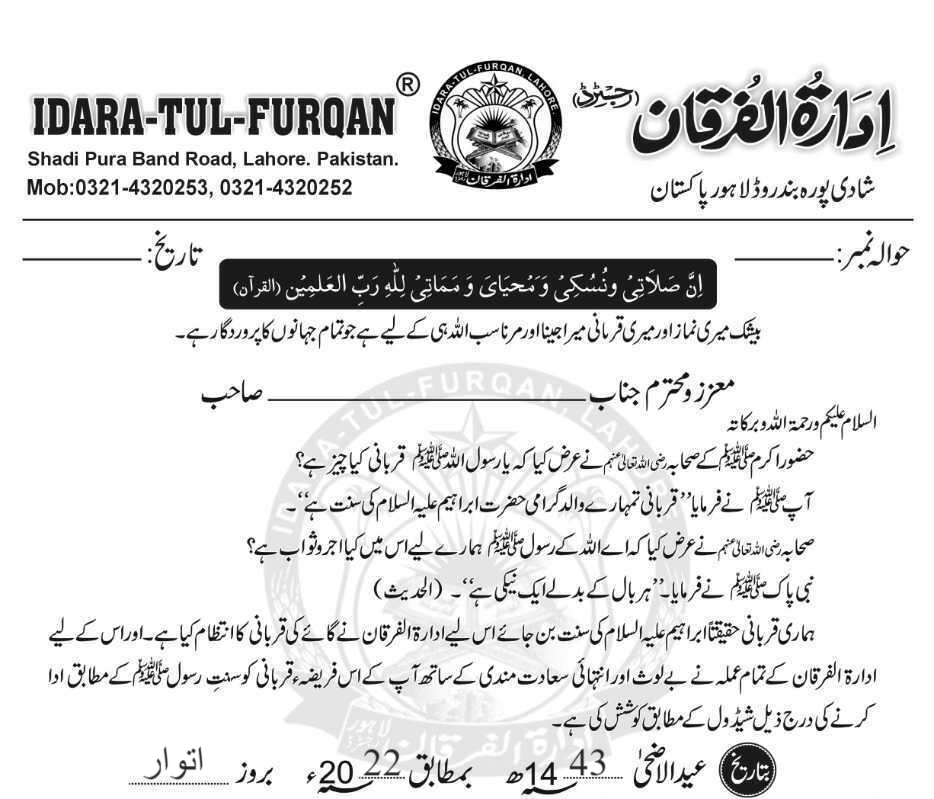 IDARA-TUL-FURQAN®
Shadi Pura Band Road, Lahore. Pakistan.
Mob:0321-4320253, 0321-4320252
IDARA-TUL-FURQAN, LAHORE
ادارۃ الفرقان لاہور رجسٹرڈ
اِدارۃُ الفُرقان (رجسٹرڈ)
شادی پورہ بندروڈ لاہور پاکستان
حوالہ نمبر: تاریخ:
اِنَّ صَلَاتِیْ وَنُسُکِیْ وَمَحْیَایَ وَ مَمَاتِیْ لِلّٰہِ رَبِّ الْعٰلَمِیْن (القرآن)
بیشک میری نماز اور میری قربانی میرا جینا اور مرنا سب اللہ ہی کے لیے ہے جو تمام جہانوں کا پروردگار ہے۔
معزز و محترم جناب صاحب
السلام علیکم ورحمۃ اللہ وبرکاتہ
حضور اکرم ﷺ کے صحابہ رضی اللہ تعالیٰ عنہم نے عرض کیا کہ یا رسول اللہ ﷺ قربانی کیا چیز ہے؟
آپ ﷺ نے فرمایا ”قربانی تمہارے والد گرامی حضرت ابراہیم علیہ السلام کی سنت ہے“۔
صحابہ رضی اللہ تعالیٰ عنہم نے عرض کیا کہ اے اللہ کے رسول ﷺ ہمارے لیے اس میں کیا اجر و ثواب ہے؟
نبی پاک ﷺ نے فرمایا۔”ہر بال کے بدلے ایک نیکی ہے“۔ (الحدیث)
ہماری قربانی حقیقتاً ابراہیم علیہ السلام کی سنت بن جائے اس لیے ادارۃ الفرقان نے گائے کی قربانی کا انتظام کیا ہے۔ اور اس کے لیے
ادارۃ الفرقان کے تمام عملہ نے بے لوث اور انتہائی سعادت مندی کے ساتھ آپ کے اس فریضہء قربانی کو سنتِ رسول ﷺ کے مطابق ادا
کرنے کی درج ذیل شیڈول کے مطابق کوشش کی ہے۔
بتاریخ عید الاضحیٰ 1443ھ بمطابق 2022ء بروز اتوار